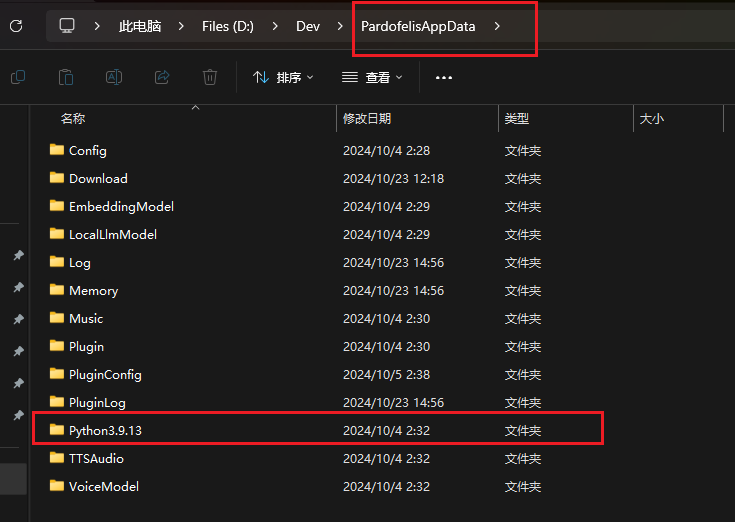 此电脑 > Files (D:) > Dev > PardofelisAppData >
排序 查看 •••
名称 修改日期 类型 大小
Config 2024/10/4 2:28 文件夹
Download 2024/10/23 12:18 文件夹
EmbeddingModel 2024/10/4 2:29 文件夹
LocalLlmModel 2024/10/4 2:29 文件夹
Log 2024/10/23 14:56 文件夹
Memory 2024/10/23 14:56 文件夹
Music 2024/10/4 2:30 文件夹
Plugin 2024/10/4 2:30 文件夹
PluginConfig 2024/10/5 2:38 文件夹
PluginLog 2024/10/23 14:56 文件夹
Python3.9.13 2024/10/4 2:32 文件夹
TTSAudio 2024/10/4 2:32 文件夹
VoiceModel 2024/10/4 2:32 文件夹